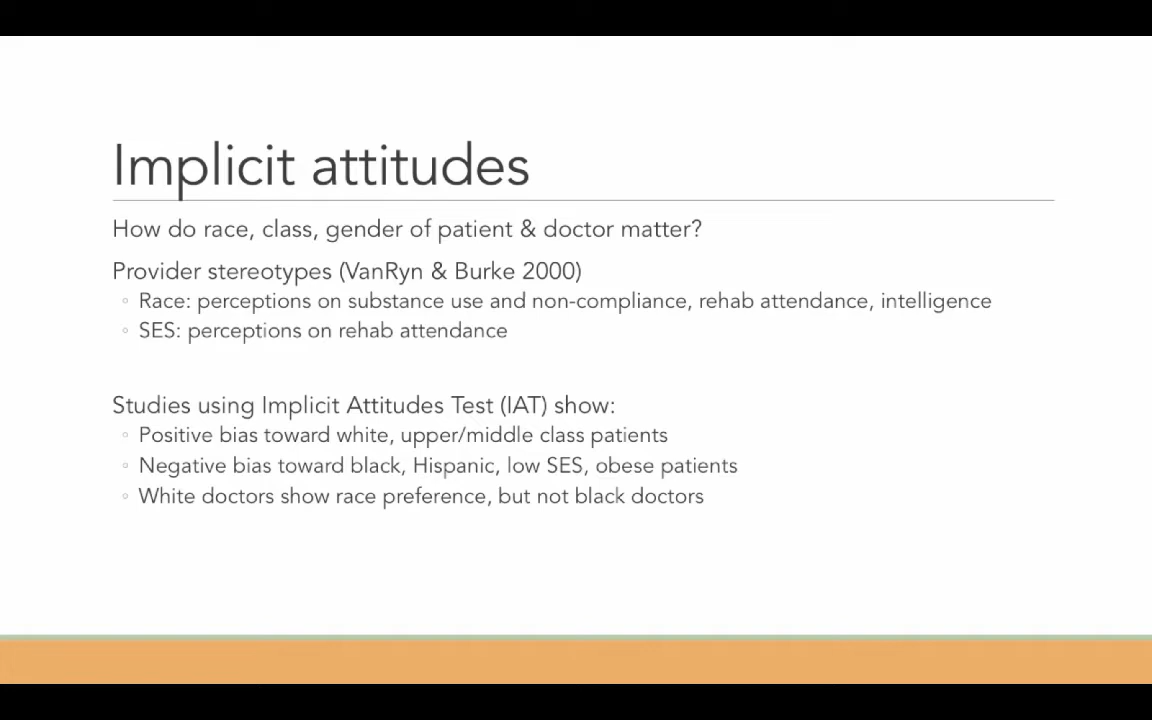 Implicit attitudes
How do race, class, gender of patient & doctor matter?
Provider stereotypes (VanRyn & Burke 2000)
◦ Race: perceptions on substance use and non-compliance, rehab attendance, intelligence
◦ SES: perceptions on rehab attendance
Studies using Implicit Attitudes Test (IAT) show:
◦ Positive bias toward white, upper/middle class patients
◦ Negative bias toward black, Hispanic, low SES, obese patients
◦ White doctors show race preference, but not black doctors